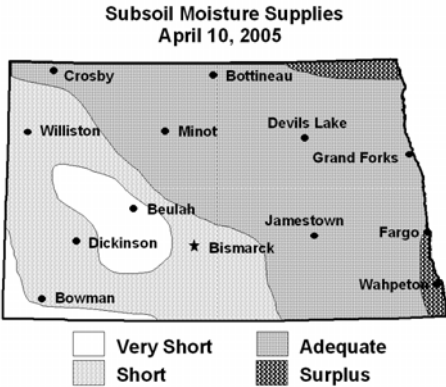 Subsoil Moisture Supplies
April 10, 2005
Crosby
Bottineau
Williston
Minot
Devils Lake
Grand Forks
Beulah
Jamestown
Fargo
Dickinson
Bismarck
Wahpeton
Bowman
Very Short
Adequate
Short
Surplus